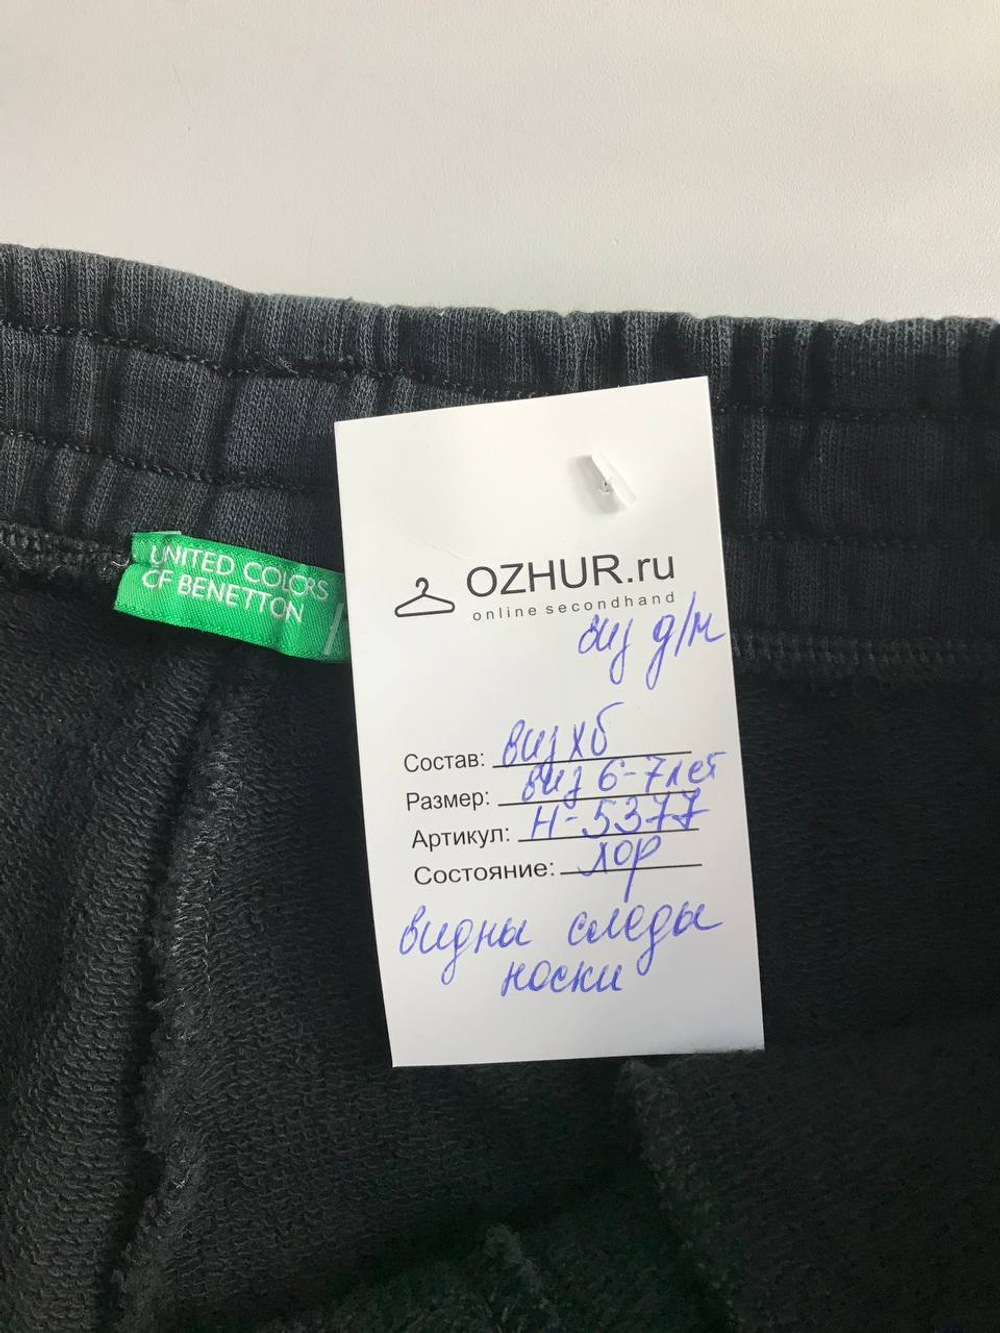 UNITED COLORS
OF BENETTON
OZHUR.ru
online secondhand
виз д/м
Состав: виз хб
Размер: виз 6-7 лет
Артикул: Н-5377
Состояние: хор
видны следы
носки